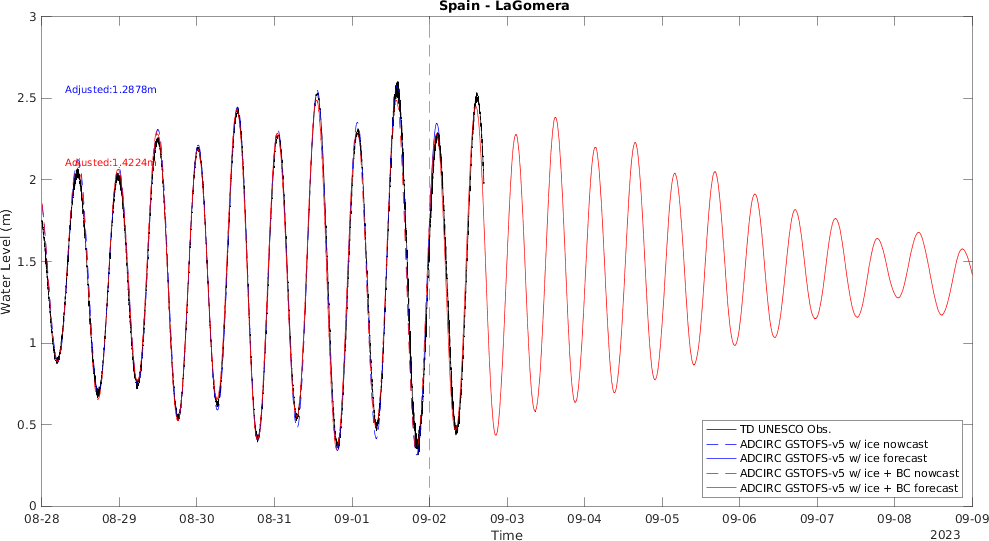 Spain - LaGomera
3
2.5
2
1.5
1
0.5
0
Water Level (m)
Adjusted:1.2878m
Adjusted:1.4224m
TD UNESCO Obs.
ADCIRC GSTOFS-v5 w/ ice nowcast
ADCIRC GSTOFS-v5 w/ ice forecast
ADCIRC GSTOFS-v5 w/ ice + BC nowcast
ADCIRC GSTOFS-v5 w/ ice + BC forecast
08-28 08-29 08-30 08-31 09-01 09-02 09-03 09-04 09-05 09-06 09-07 09-08 09-09
Time
2023